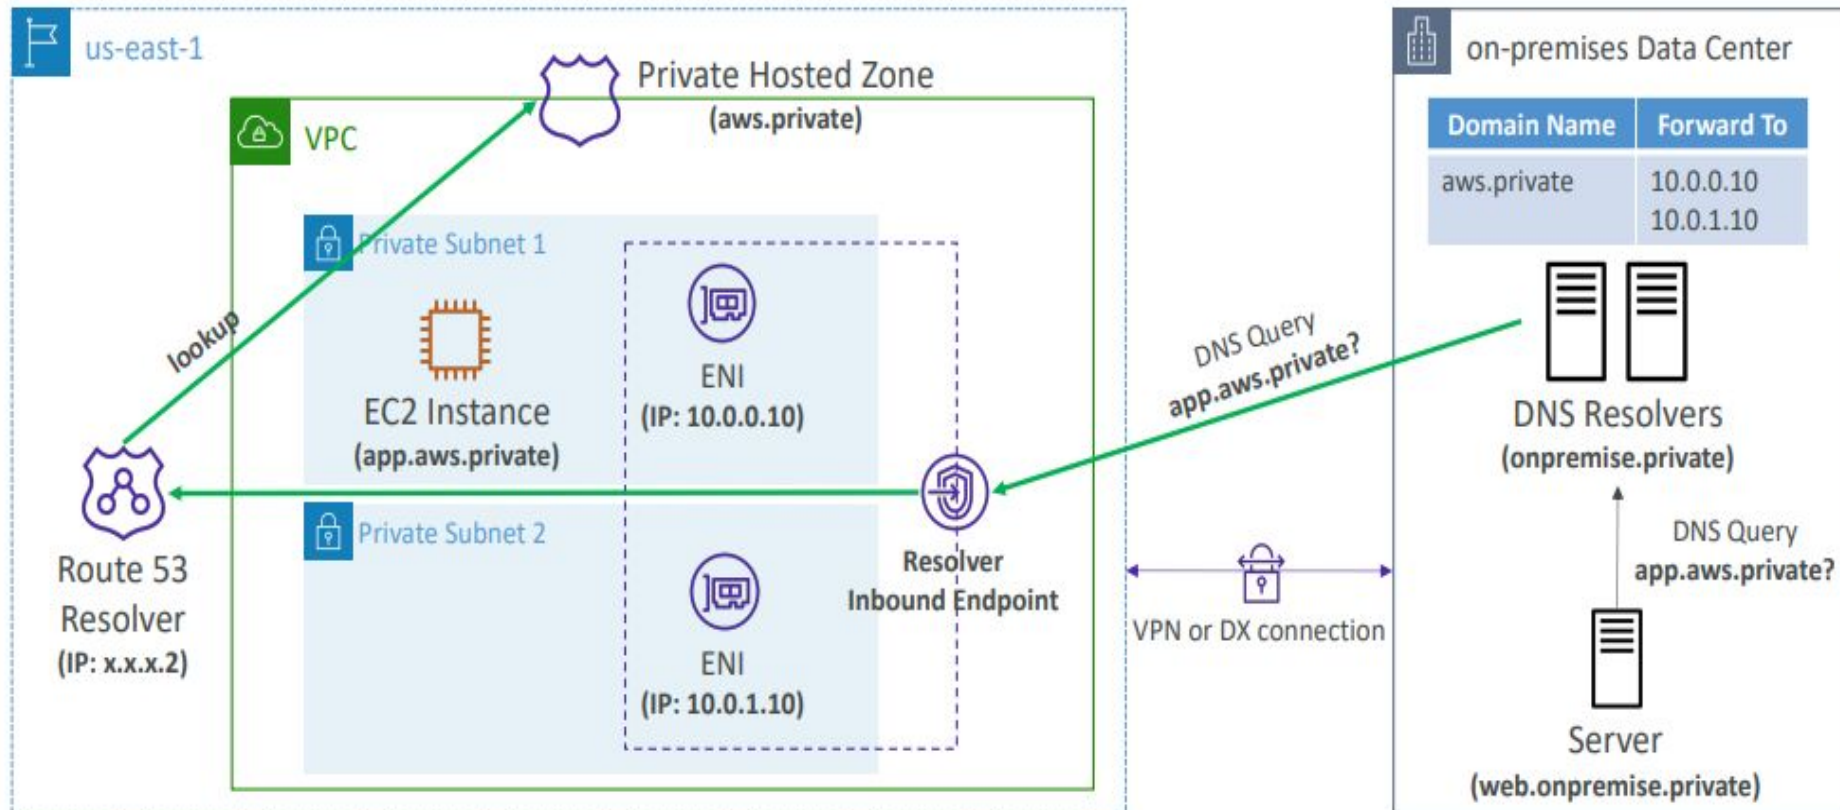 us-east-1
Private Hosted Zone
(aws.private)
VPC
Private Subnet 1
lookup
EC2 Instance
(app.aws.private)
ENI
(IP: 10.0.0.10)
Route 53
Resolver
(IP: x.x.x.2)
Private Subnet 2
ENI
(IP: 10.0.1.10)
Resolver
Inbound Endpoint
DNS Query
app.aws.private?
VPN or DX connection
on-premises Data Center
Domain Name Forward To
aws.private 10.0.0.10
10.0.1.10
DNS Resolvers
(onpremise.private)
DNS Query
app.aws.private?
Server
(web.onpremise.private)